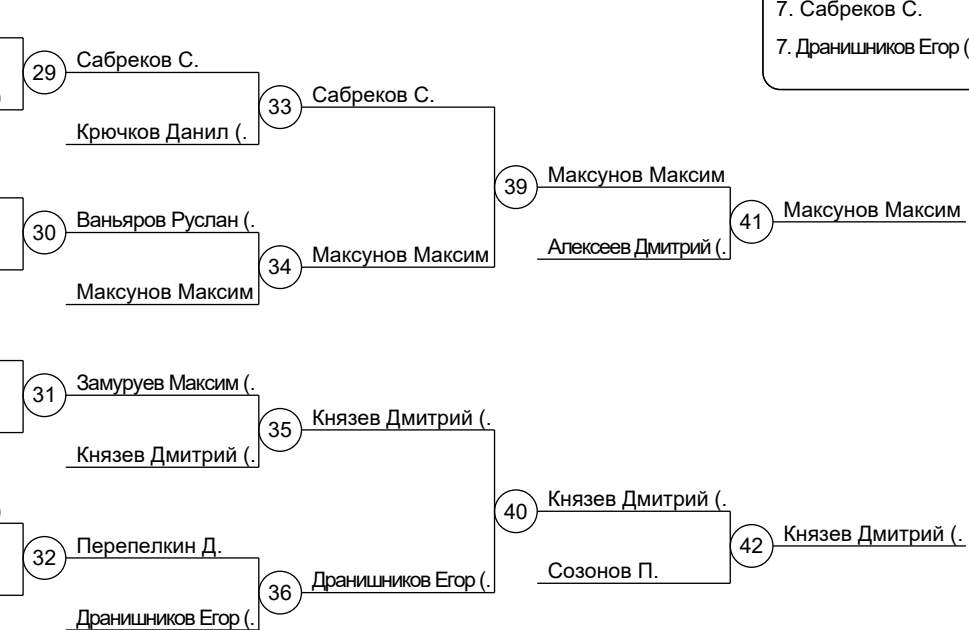 7. Сабреков С.
7. Дранишников Егор (
29
Сабреков С.
Крючков Данил (.
33
Сабреков С.
30
Ваньяров Руслан (.
Максунов Максим
34
Максунов Максим
39
Максунов Максим
Алексеев Дмитрий (.
41
Максунов Максим
31
Замуруев Максим (.
Князев Дмитрий (.
35
Князев Дмитрий (.
32
Перепелкин Д.
Дранишников Егор (.
36
Дранишников Егор (.
40
Князев Дмитрий (.
Созонов П.
42
Князев Дмитрий (.